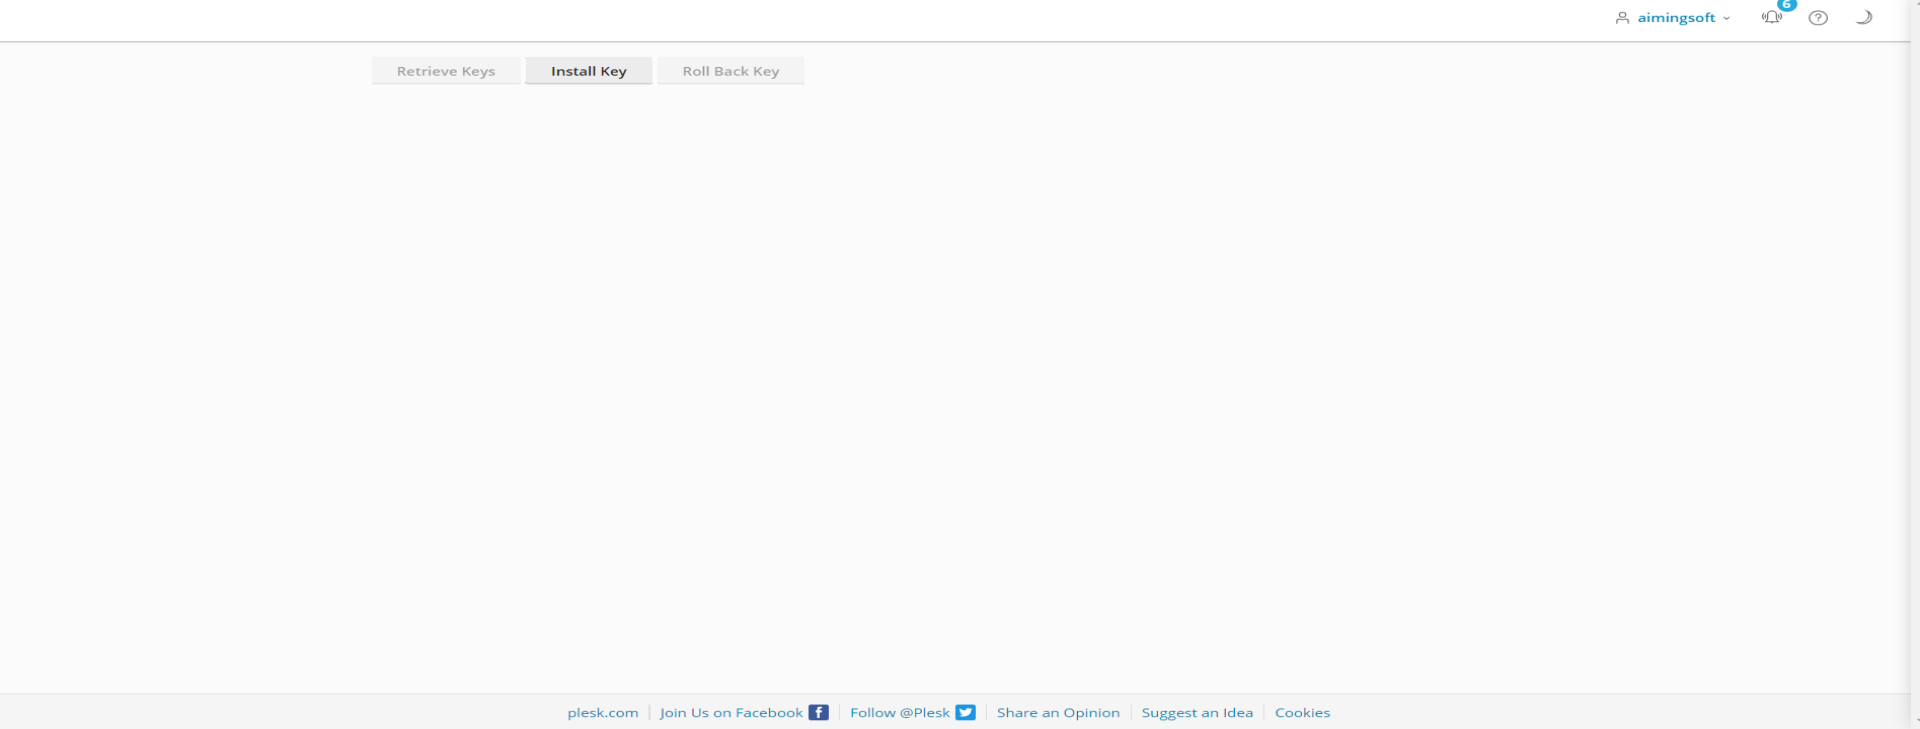 aimingsoft
6
Retrieve Keys Install Key Roll Back Key
plesk.com Join Us on Facebook Follow @Plesk Share an Opinion Suggest an Idea Cookies